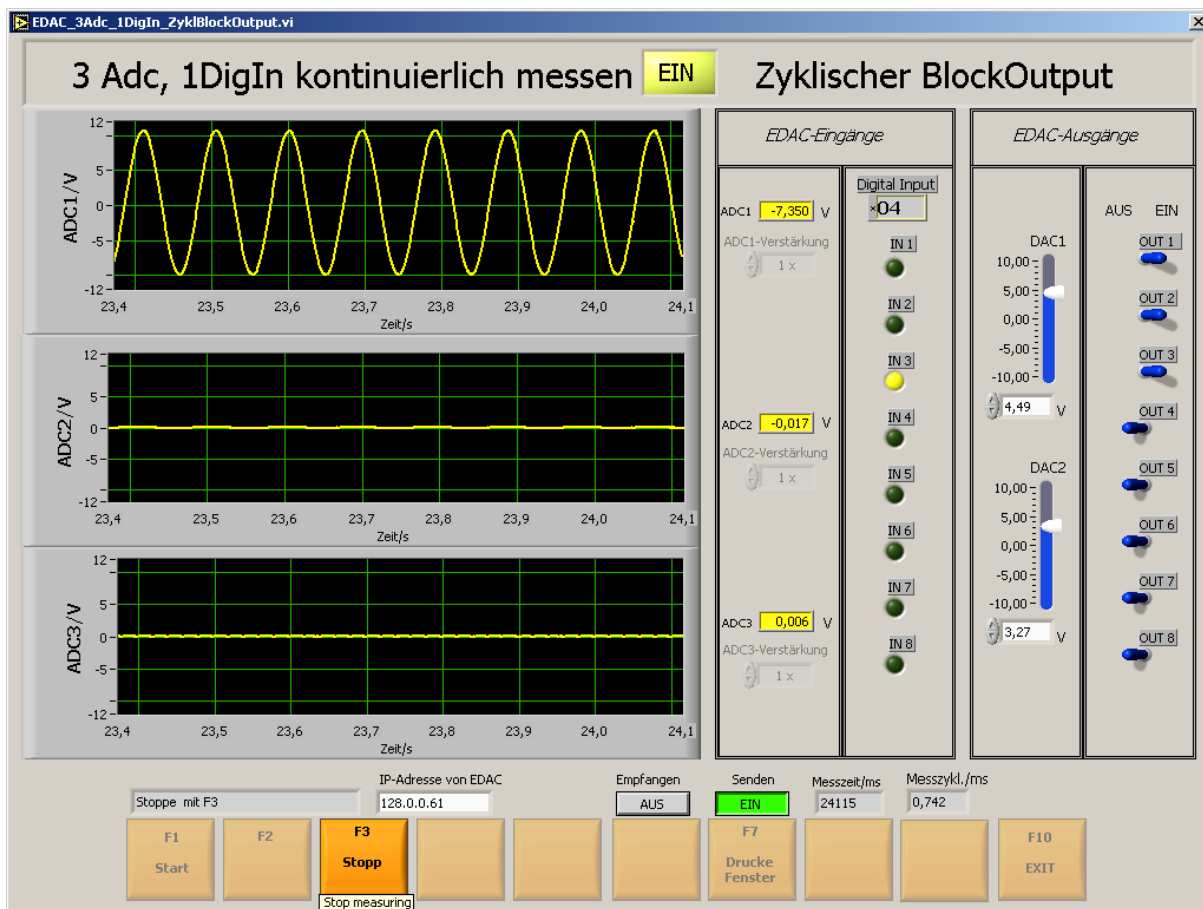 EDAC_3Adc_1DigIn_ZyklBlockOutput.vi
3 Adc, 1DigIn kontinuierlich messen EIN Zyklischer BlockOutput
12
5
0
-5
-12
ADC1/V
23,4 23,5 23,6 23,7 23,8 23,9 24,0 24,1
Zeit/s
12
5
0
-5
-12
ADC2/V
23,4 23,5 23,6 23,7 23,8 23,9 24,0 24,1
Zeit/s
12
5
0
-5
-12
ADC3/V
23,4 23,5 23,6 23,7 23,8 23,9 24,0 24,1
Zeit/s
EDAC-Eingänge
ADC1 -7,350 V
ADC1-Verstärkung
1 x
ADC2 -0,017 V
ADC2-Verstärkung
1 x
ADC3 0,006 V
ADC3-Verstärkung
1 x
Digital Input
×04
IN 1
IN 2
IN 3
IN 4
IN 5
IN 6
IN 7
IN 8
EDAC-Ausgänge
DAC1
10,00
5,00
0,00
-5,00
-10,00
4,49 V
DAC2
10,00
5,00
0,00
-5,00
-10,00
3,27 V
AUS EIN
OUT 1
OUT 2
OUT 3
OUT 4
OUT 5
OUT 6
OUT 7
OUT 8
IP-Adresse von EDAC Empfangen Senden Messzeit/ms Messzykl./ms
Stoppe mit F3 128.0.0.61 AUS EIN 24115 0,742
F1 F2 F3 F7 F10
Start Stopp Drucke EXIT
Fenster
Stop measuring